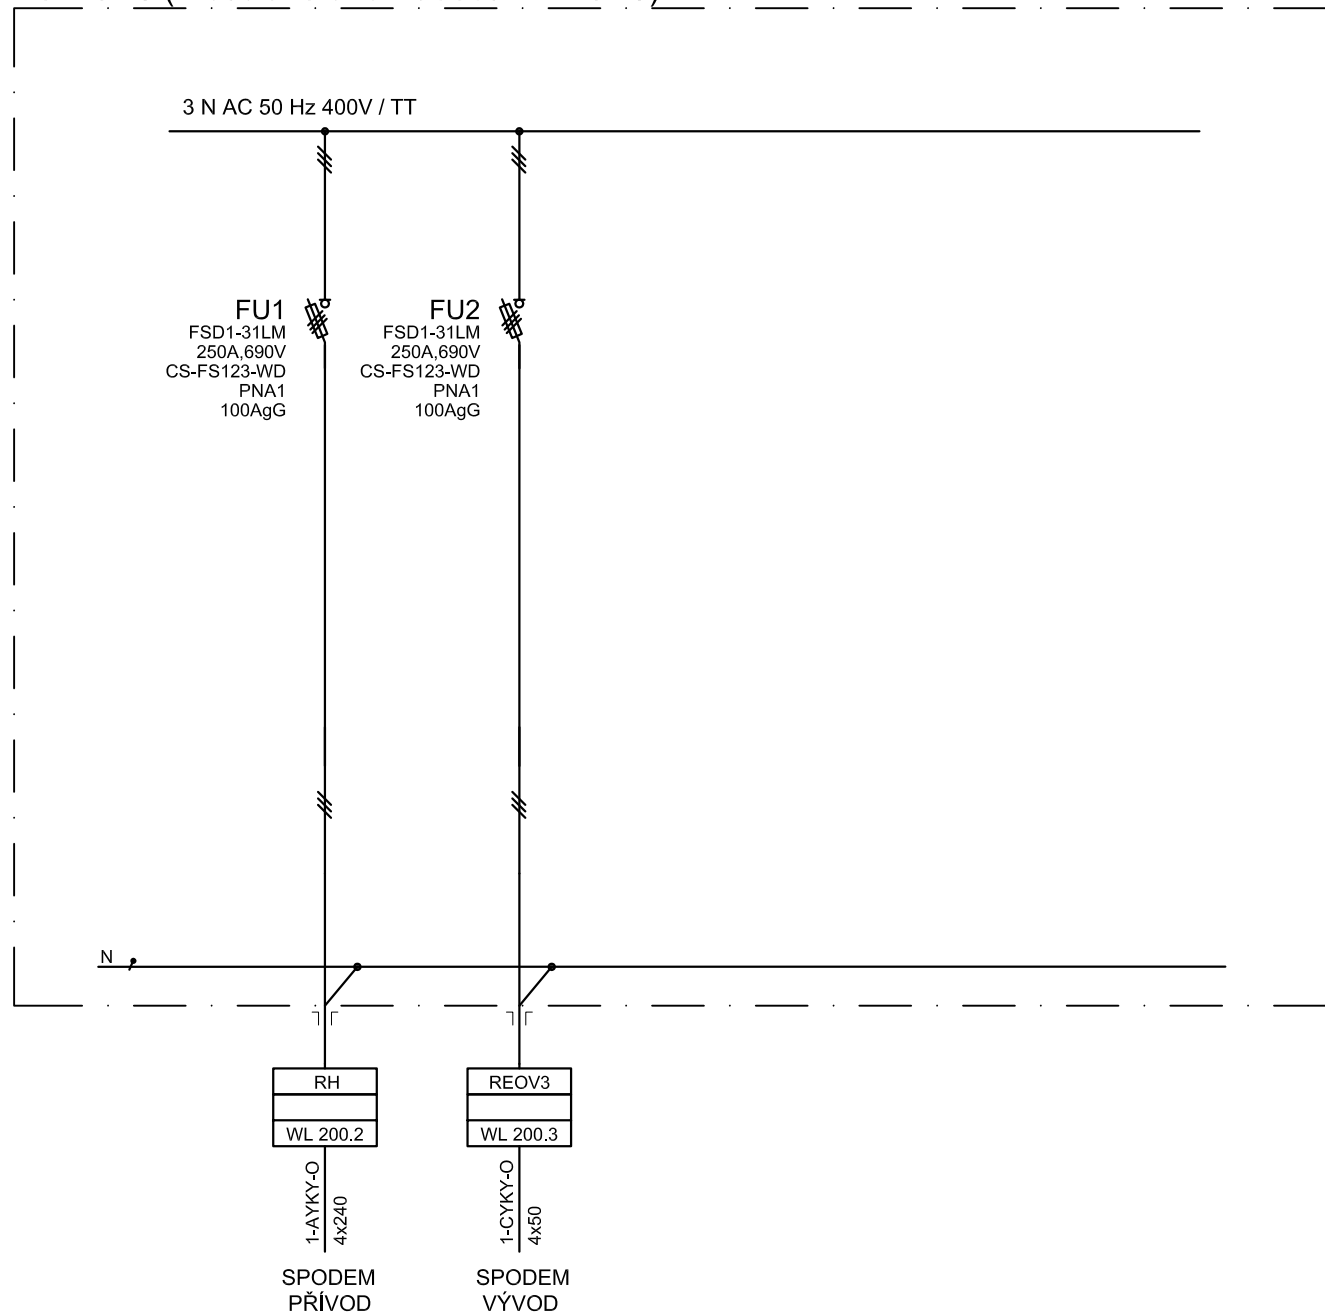 3 N AC 50 Hz 400V / TT
FU1
FSD1-31LM
250A,690V
CS-FS123-WD
PNA1
100AgG
FU2
FSD1-31LM
250A,690V
CS-FS123-WD
PNA1
100AgG
N
RH
WL 200.2
1-AYKY-O
4x240
SPODEM
PŘÍVOD
REOV3
WL 200.3
1-CYKY-O
4x50
SPODEM
VÝVOD